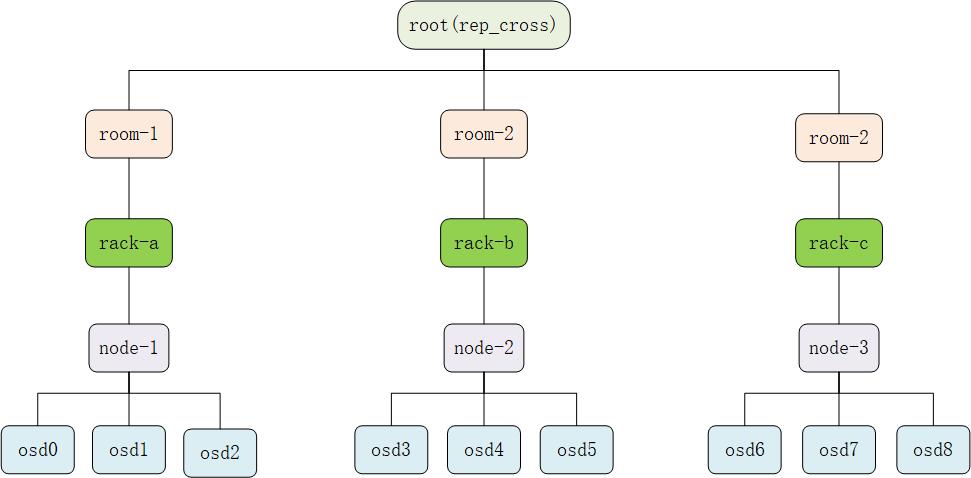 root(rep_cross)
room-1
room-2
room-2
rack-a
rack-b
rack-c
node-1
node-2
node-3
osd0
osd1
osd2
osd3
osd4
osd5
osd6
osd7
osd8